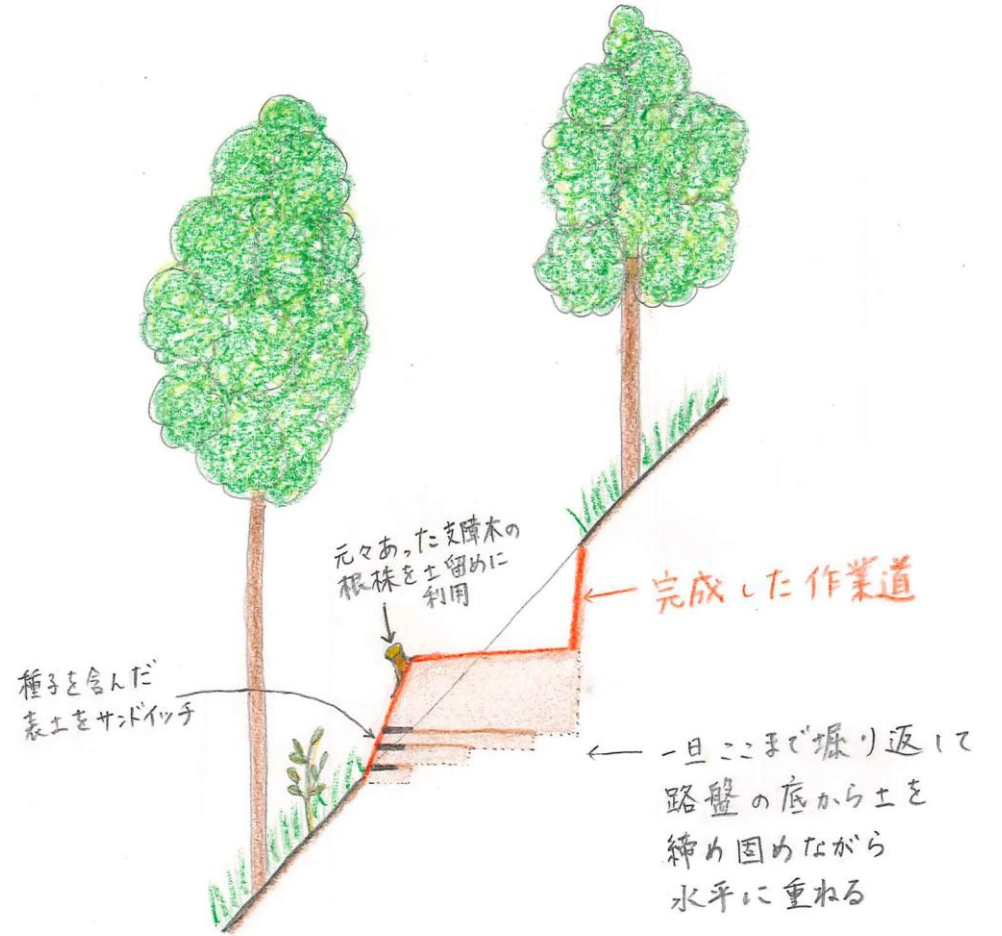 元々あった支障木の
根株を土留めに
利用
完成した作業道
種子を含んだ
表土をサンドイッチ
一旦ここまで堀り返して
路盤の底から土を
締め固めながら
水平に重ねる